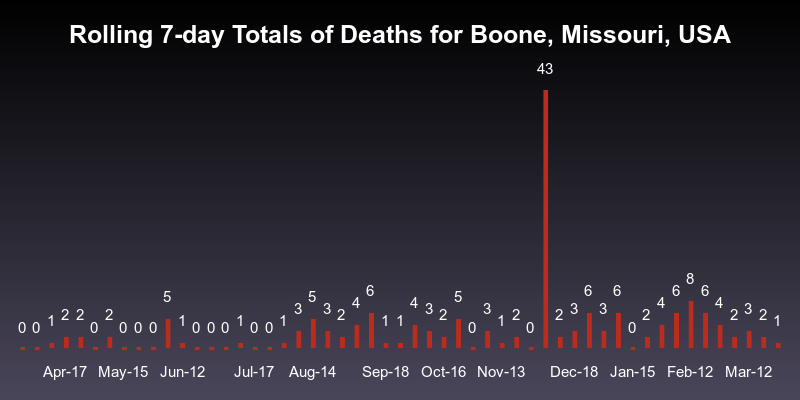 Rolling 7-day Totals of Deaths for Boone, Missouri, USA
43
0 0 1 2 2 0 2 0 0 0 5 1 0 0 0 1 0 0 1 3 5 3 2 4 6 1 1 4 3 2 5 0 3 1 2 0 2 3 6 3 6 0 2 4 6 8 6 4 2 3 2 1
Apr-17 May-15 Jun-12 Jul-17 Aug-14 Sep-18 Oct-16 Nov-13 Dec-18 Jan-15 Feb-12 Mar-12